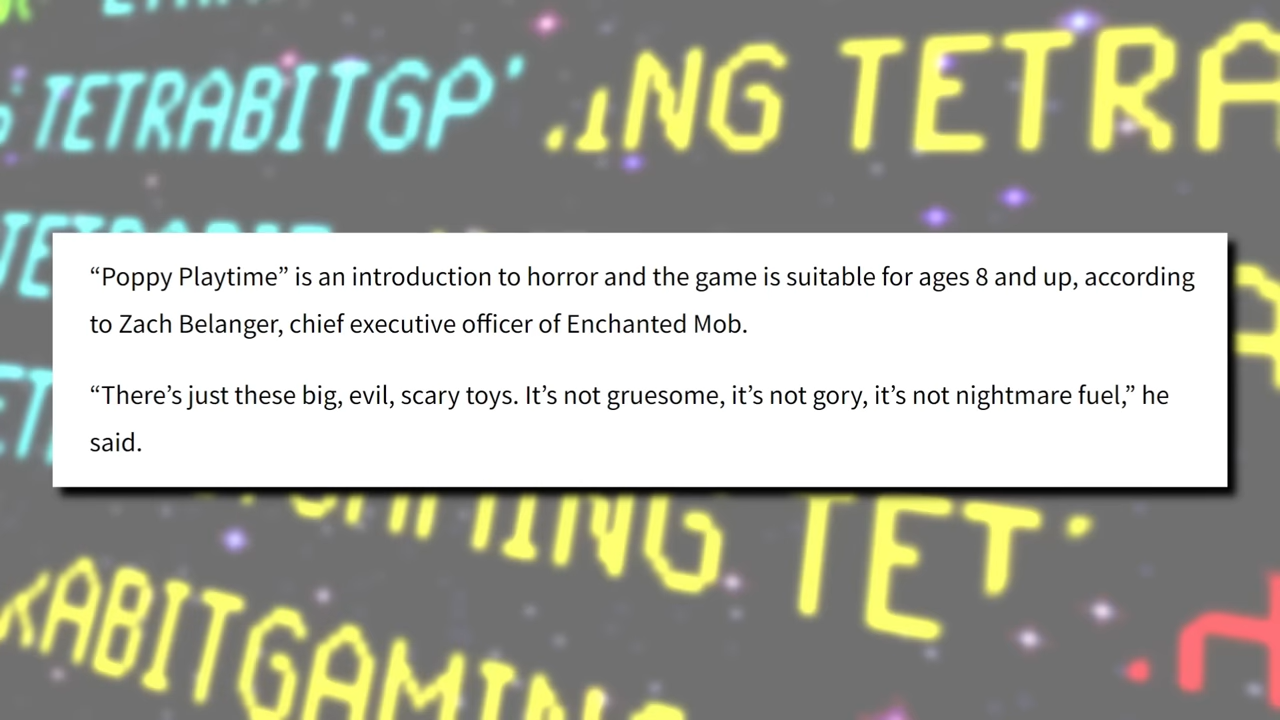 TETRABITGP
ING TETRA
“Poppy Playtime” is an introduction to horror and the game is suitable for ages 8 and up, according
to Zach Belanger, chief executive officer of Enchanted Mob.
“There’s just these big, evil, scary toys. It’s not gruesome, it’s not gory, it’s not nightmare fuel,” he
said.
TET
ABITGAMING